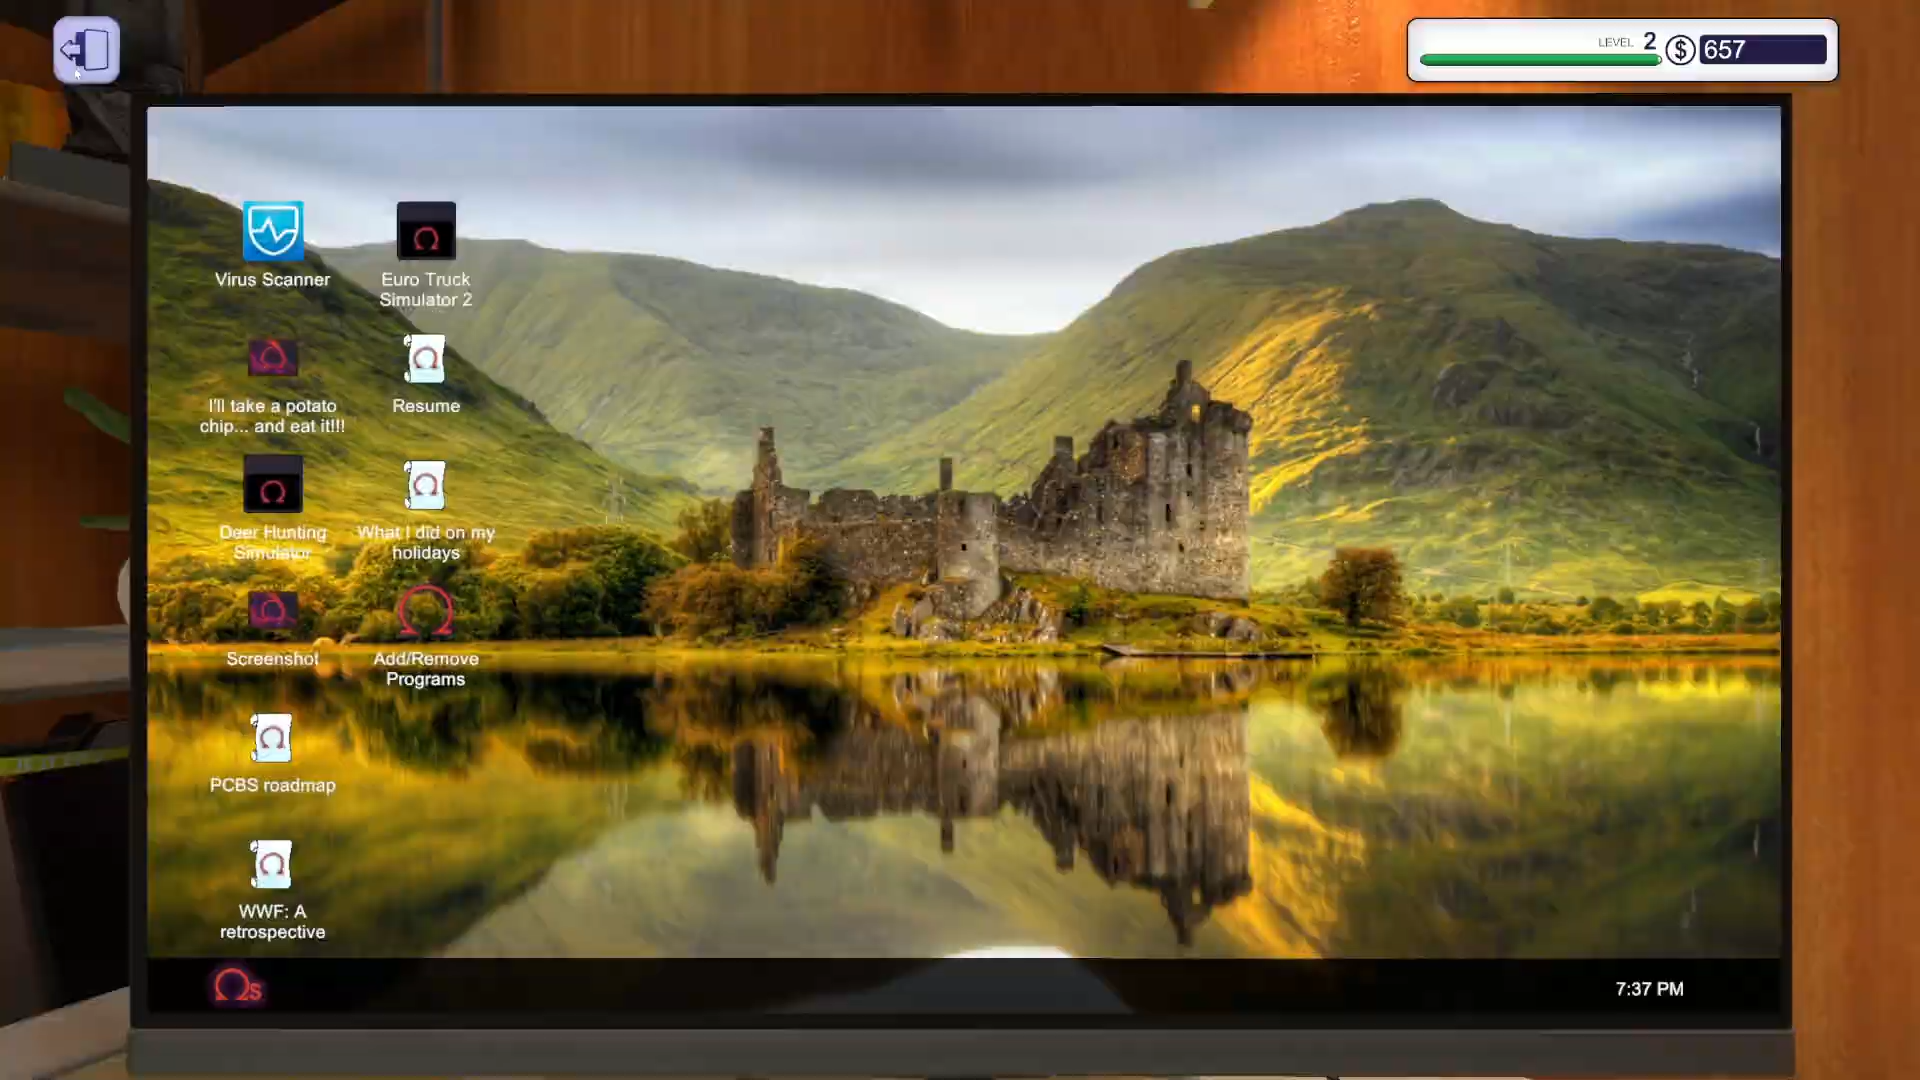 LEVEL 2
657
Virus Scanner
Euro Truck
Simulator 2
I'll take a potato
chip... and eat it!!!
Resume
Deer Hunting
Simulator
What I did on my
holidays
Screenshot
Add/Remove
Programs
PCBS roadmap
WWF: A
retrospective
Ωs
7:37 PM